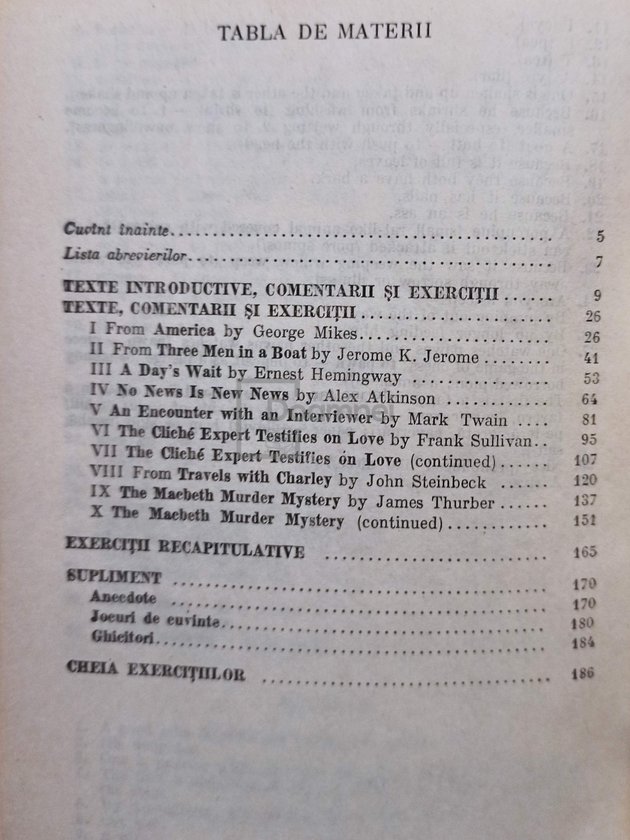 TABLA DE MATERII
Cuvînt înainte. . . . . . . . . . . . . . . . . . . . . . . . . . . . . . . . . . 5
Lista abrevierilor. . . . . . . . . . . . . . . . . . . . . . . . . . . . . . . . 7
TEXTE INTRODUCTIVE, COMENTARII ȘI EXERCIȚII . . . . . . 9
TEXTE, COMENTARII ȘI EXERCIȚII . . . . . . . . . . . . . . . . . . 26
I From America by George Mikes. . . . . . . . . . . . . . . . . . . 26
II From Three Men in a Boat by Jerome K. Jerome . . . . . . . . 41
III A Day's Wait by Ernest Hemingway . . . . . . . . . . . . . . 53
IV No News Is New News by Alex Atkinson . . . . . . . . . . 64
V An Encounter with an Interviewer by Mark Twain . . . . 81
VI The Cliché Expert Testifies on Love by Frank Sullivan. . 95
VII The Cliché Expert Testifies on Love (continued) . . . . . . 107
VIII From Travels with Charley by John Steinbeck . . . . . . 120
IX The Macbeth Murder Mystery by James Thurber . . . . . . 137
X The Macbeth Murder Mystery (continued) . . . . . . . . . . . 151
EXERCIȚII RECAPITULATIVE . . . . . . . . . . . . . . . . . . . . . . . 165
SUPLIMENT . . . . . . . . . . . . . . . . . . . . . . . . . . . . . . . . . . . . 170
Anecdote . . . . . . . . . . . . . . . . . . . . . . . . . . . . . . . . . . . . 170
Jocuri de cuvinte. . . . . . . . . . . . . . . . . . . . . . . . . . . . . . 180
Ghicitori. . . . . . . . . . . . . . . . . . . . . . . . . . . . . . . . . . . . . 184
CHEIA EXERCIȚIILOR . . . . . . . . . . . . . . . . . . . . . . . . . . . 186